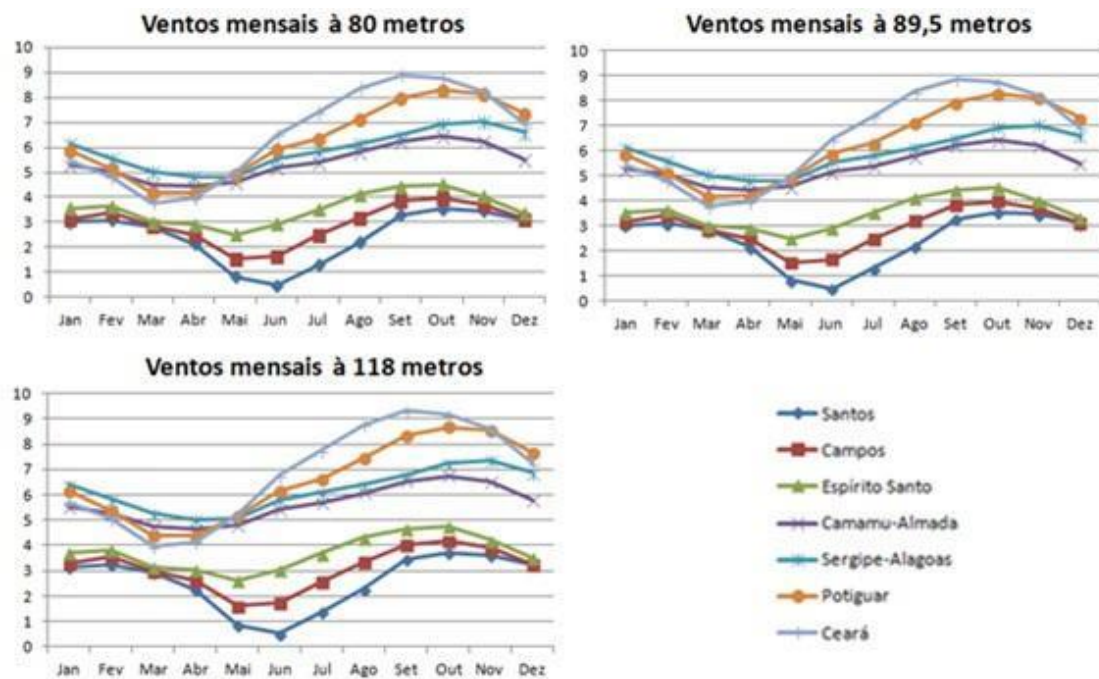 Ventos mensais à 80 metros
10
9
8
7
6
5
4
3
2
1
0
Jan Fev Mar Abr Mai Jun Jul Ago Set Out Nov Dez
Ventos mensais à 89,5 metros
10
9
8
7
6
5
4
3
2
1
0
Jan Fev Mar Abr Mai Jun Jul Ago Set Out Nov Dez
Ventos mensais à 118 metros
10
9
8
7
6
5
4
3
2
1
0
Jan Fev Mar Abr Mai Jun Jul Ago Set Out Nov Dez
Santos
Campos
Espírito Santo
Camamu-Almada
Sergipe-Alagoas
Potiguar
Ceará